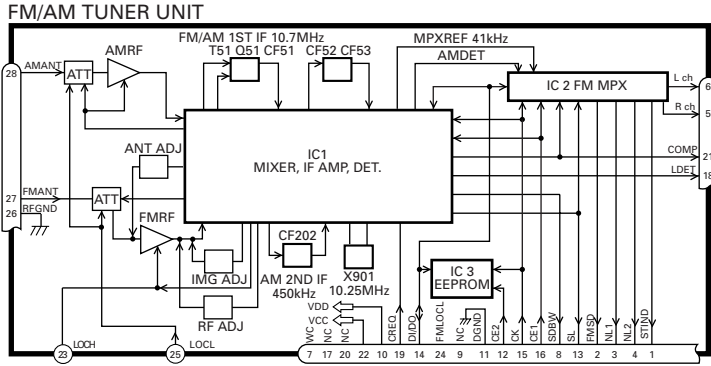 FM/AM TUNER UNIT
FM/AM 1ST IF 10.7MHz
T51 Q51 CF51
CF52 CF53
MPXREF 41kHz
AMDET
28
AMANT
ATT
AMRF
IC 2 FM MPX
L ch
6
R ch
5
ANT ADJ
IC1
MIXER, IF AMP, DET.
COMP
21
LDET
18
27
FMANT
26
RFGND
ATT
FMRF
IMG ADJ
RF ADJ
CF202
AM 2ND IF
450kHz
X901
10.25MHz
IC 3
EEPROM
VDD
VCC
LOCH
LOCL
23
25
WC
NC
NC
CREQ
DI/DO
FMLOCL
NC
DGND
CE2
CK
CE1
SDBW
SL
FMSD
NL1
NL2
STIND
7 17 20 22 10 19 14 24 9 11 12 15 16 8 13 2 3 4 1